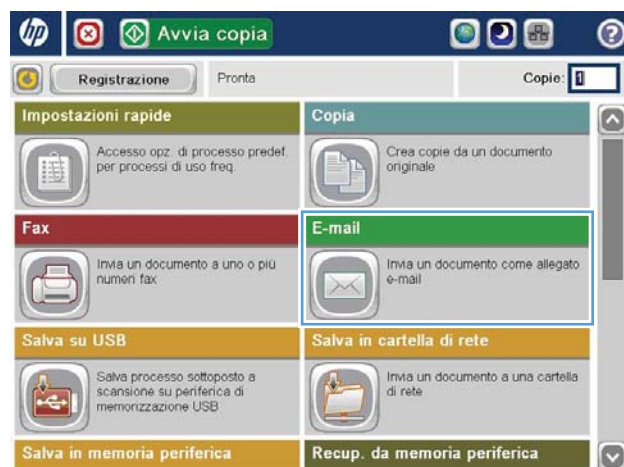 hp
Avvia copia
?
Registrazione
Pronta
Copie: 1
Impostazioni rapide
Copia
Accesso opz. di processo predef.
per processi di uso freq.
Crea copie da un documento
originale
Fax
E-mail
Invia un documento a uno o più
numeri fax
Invia un documento come allegato
e-mail
Salva su USB
Salva in cartella di rete
Salva processo sottoposto a
scansione su periferica di
memorizzazione USB
Invia un documento a una cartella
di rete
Salva in memoria periferica
Recup. da memoria periferica